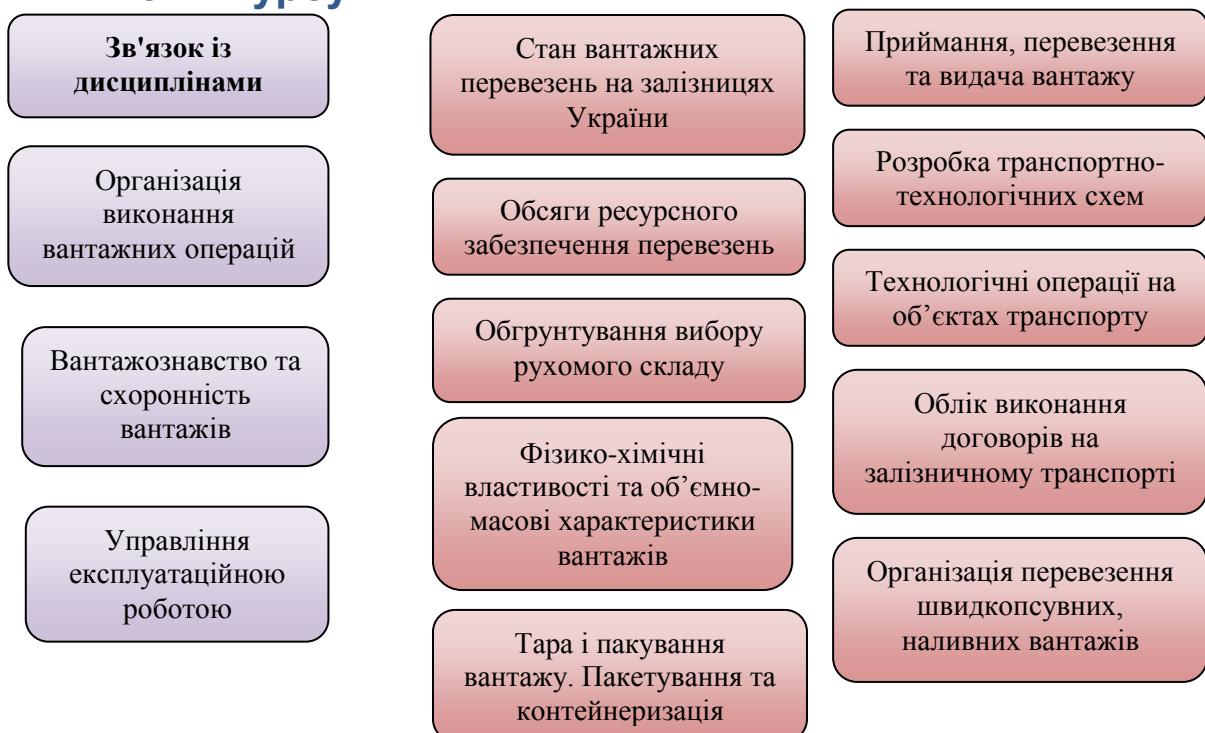 курсу
Зв'язок із
дисциплінами
Організація
виконання
вантажних операцій
Вантажознавство та
схоронність
вантажів
Управління
експлуатаційною
роботою
Стан вантажних
перевезень на залізницях
України
Обсяги ресурсного
забезпечення перевезень
Обгрунтування вибору
рухомого складу
Фізико-хімічні
властивості та об’ємно-
масові характеристики
вантажів
Тара і пакування
вантажу. Пакетування та
контейнеризація
Приймання, перевезення
та видача вантажу
Розробка транспортно-
технологічних схем
Технологічні операції на
об’єктах транспорту
Облік виконання
договорів на
залізничному транспорті
Організація перевезення
швидкопсувних,
наливних вантажів